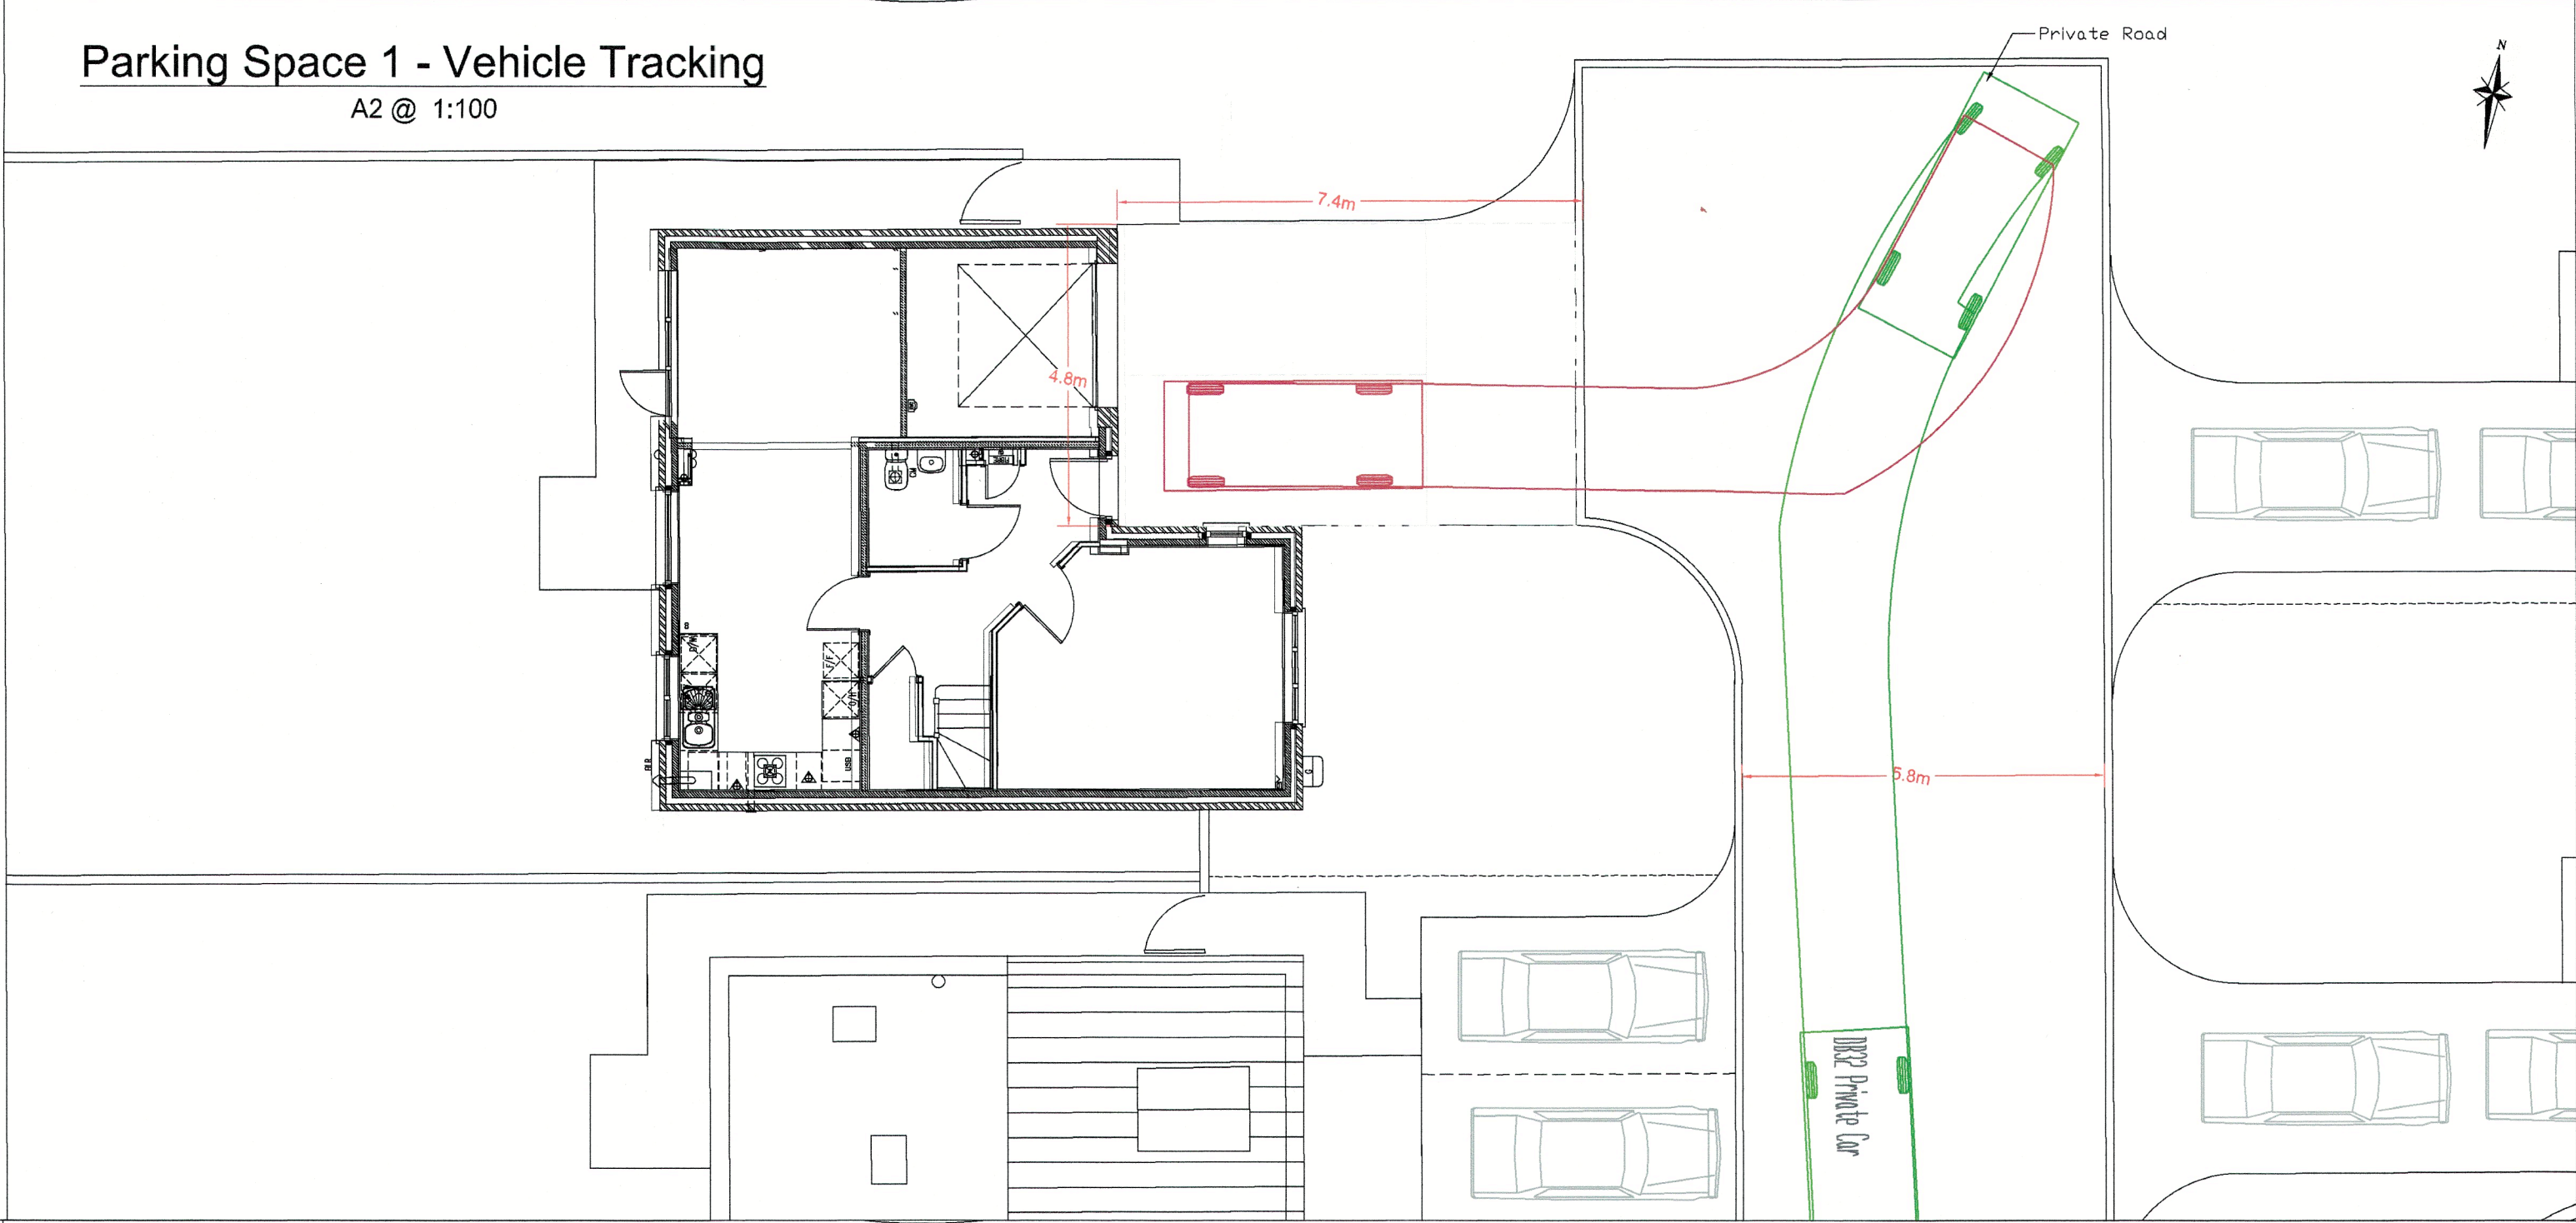 Parking Space 1 - Vehicle Tracking
A2 @ 1:100
Private Road
N
7.4m
4.8m
5.8m
D/W
F/F
O/H
B
USB
G
DB32 Private Car